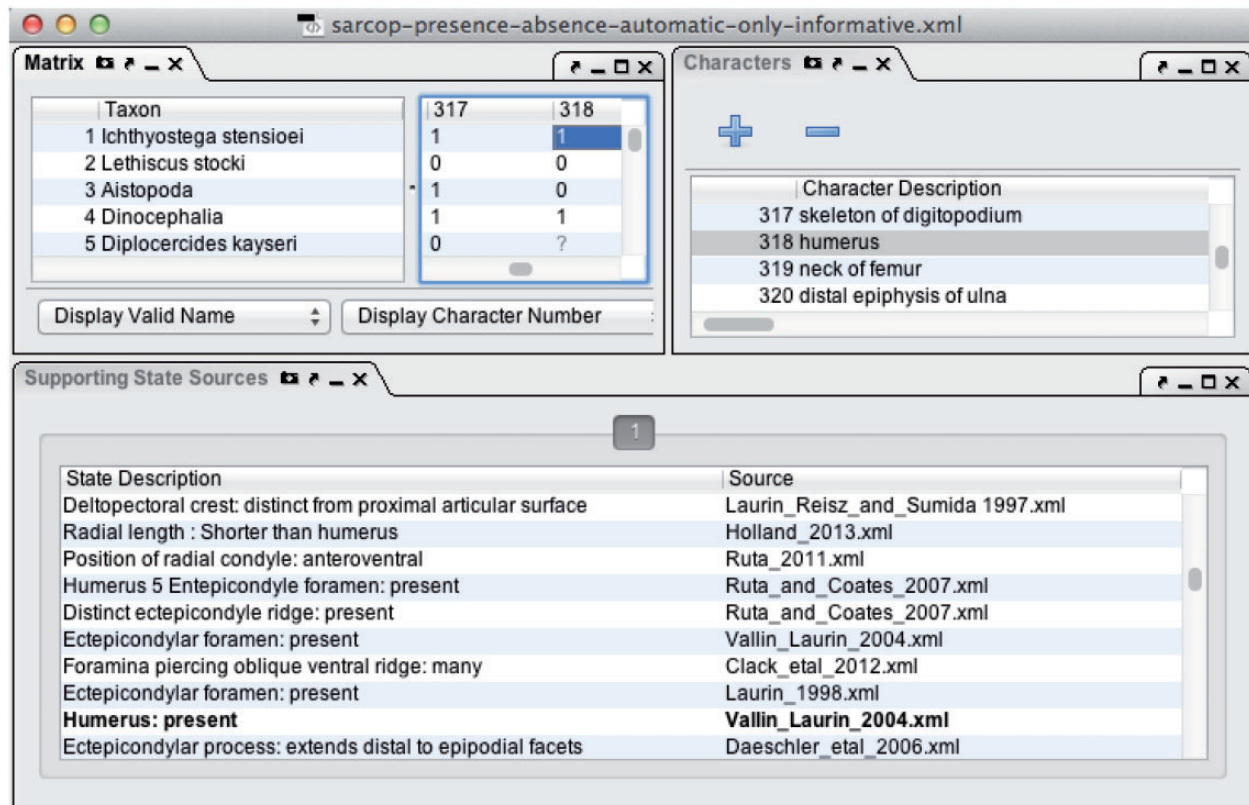 sarcop-presence-absence-automatic-only-informative.xml
Matrix
Taxon 317 318
1 Ichthyostega stensioei 1 1
2 Lethiscus stocki 0 0
3 Aistopoda 1 0
4 Dinocephalia 1 1
5 Diplocercides kayseri 0 ?
Display Valid Name Display Character Number
Characters
Character Description
317 skeleton of digitopodium
318 humerus
319 neck of femur
320 distal epiphysis of ulna
Supporting State Sources
1
State Description Source
Deltopectoral crest: distinct from proximal articular surface Laurin_Reisz_and_Sumida 1997.xml
Radial length : Shorter than humerus Holland_2013.xml
Position of radial condyle: anteroventral Ruta_2011.xml
Humerus 5 Entepicondyle foramen: present Ruta_and_Coates_2007.xml
Distinct ectepicondyle ridge: present Ruta_and_Coates_2007.xml
Ectepicondylar foramen: present Vallin_Laurin_2004.xml
Foramina piercing oblique ventral ridge: many Clack_etal_2012.xml
Ectepicondylar foramen: present Laurin_1998.xml
Humerus: present Vallin_Laurin_2004.xml
Ectepicondylar process: extends distal to epipodial facets Daeschler_etal_2006.xml